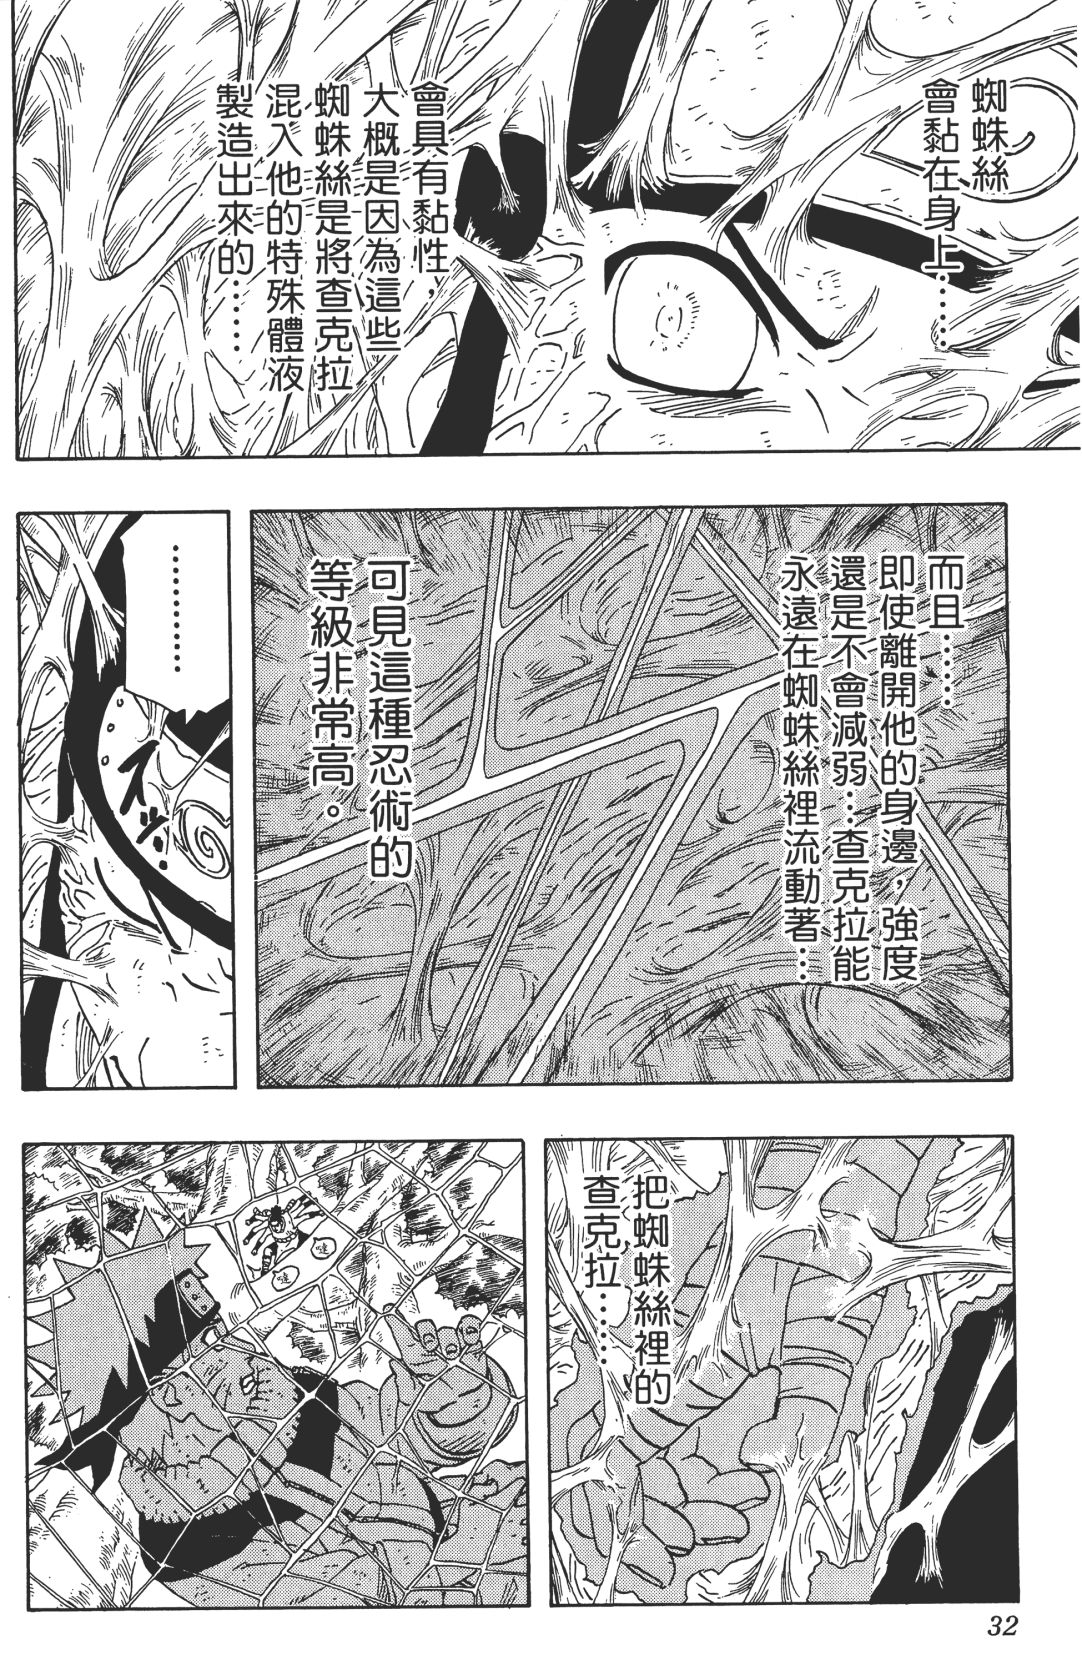 蜘蛛絲
會黏在身上……
會具有黏性，
大概是因為這些
蜘蛛絲是將查克拉
混入他的特殊體液
製造出來的……
而且……
即使離開他的身邊，強度
還是不會減弱…查克拉能
永遠在蜘蛛絲裡流動著…
可見這種忍術的
等級非常高。
…………
把蜘蛛絲裡的
查克拉……
32